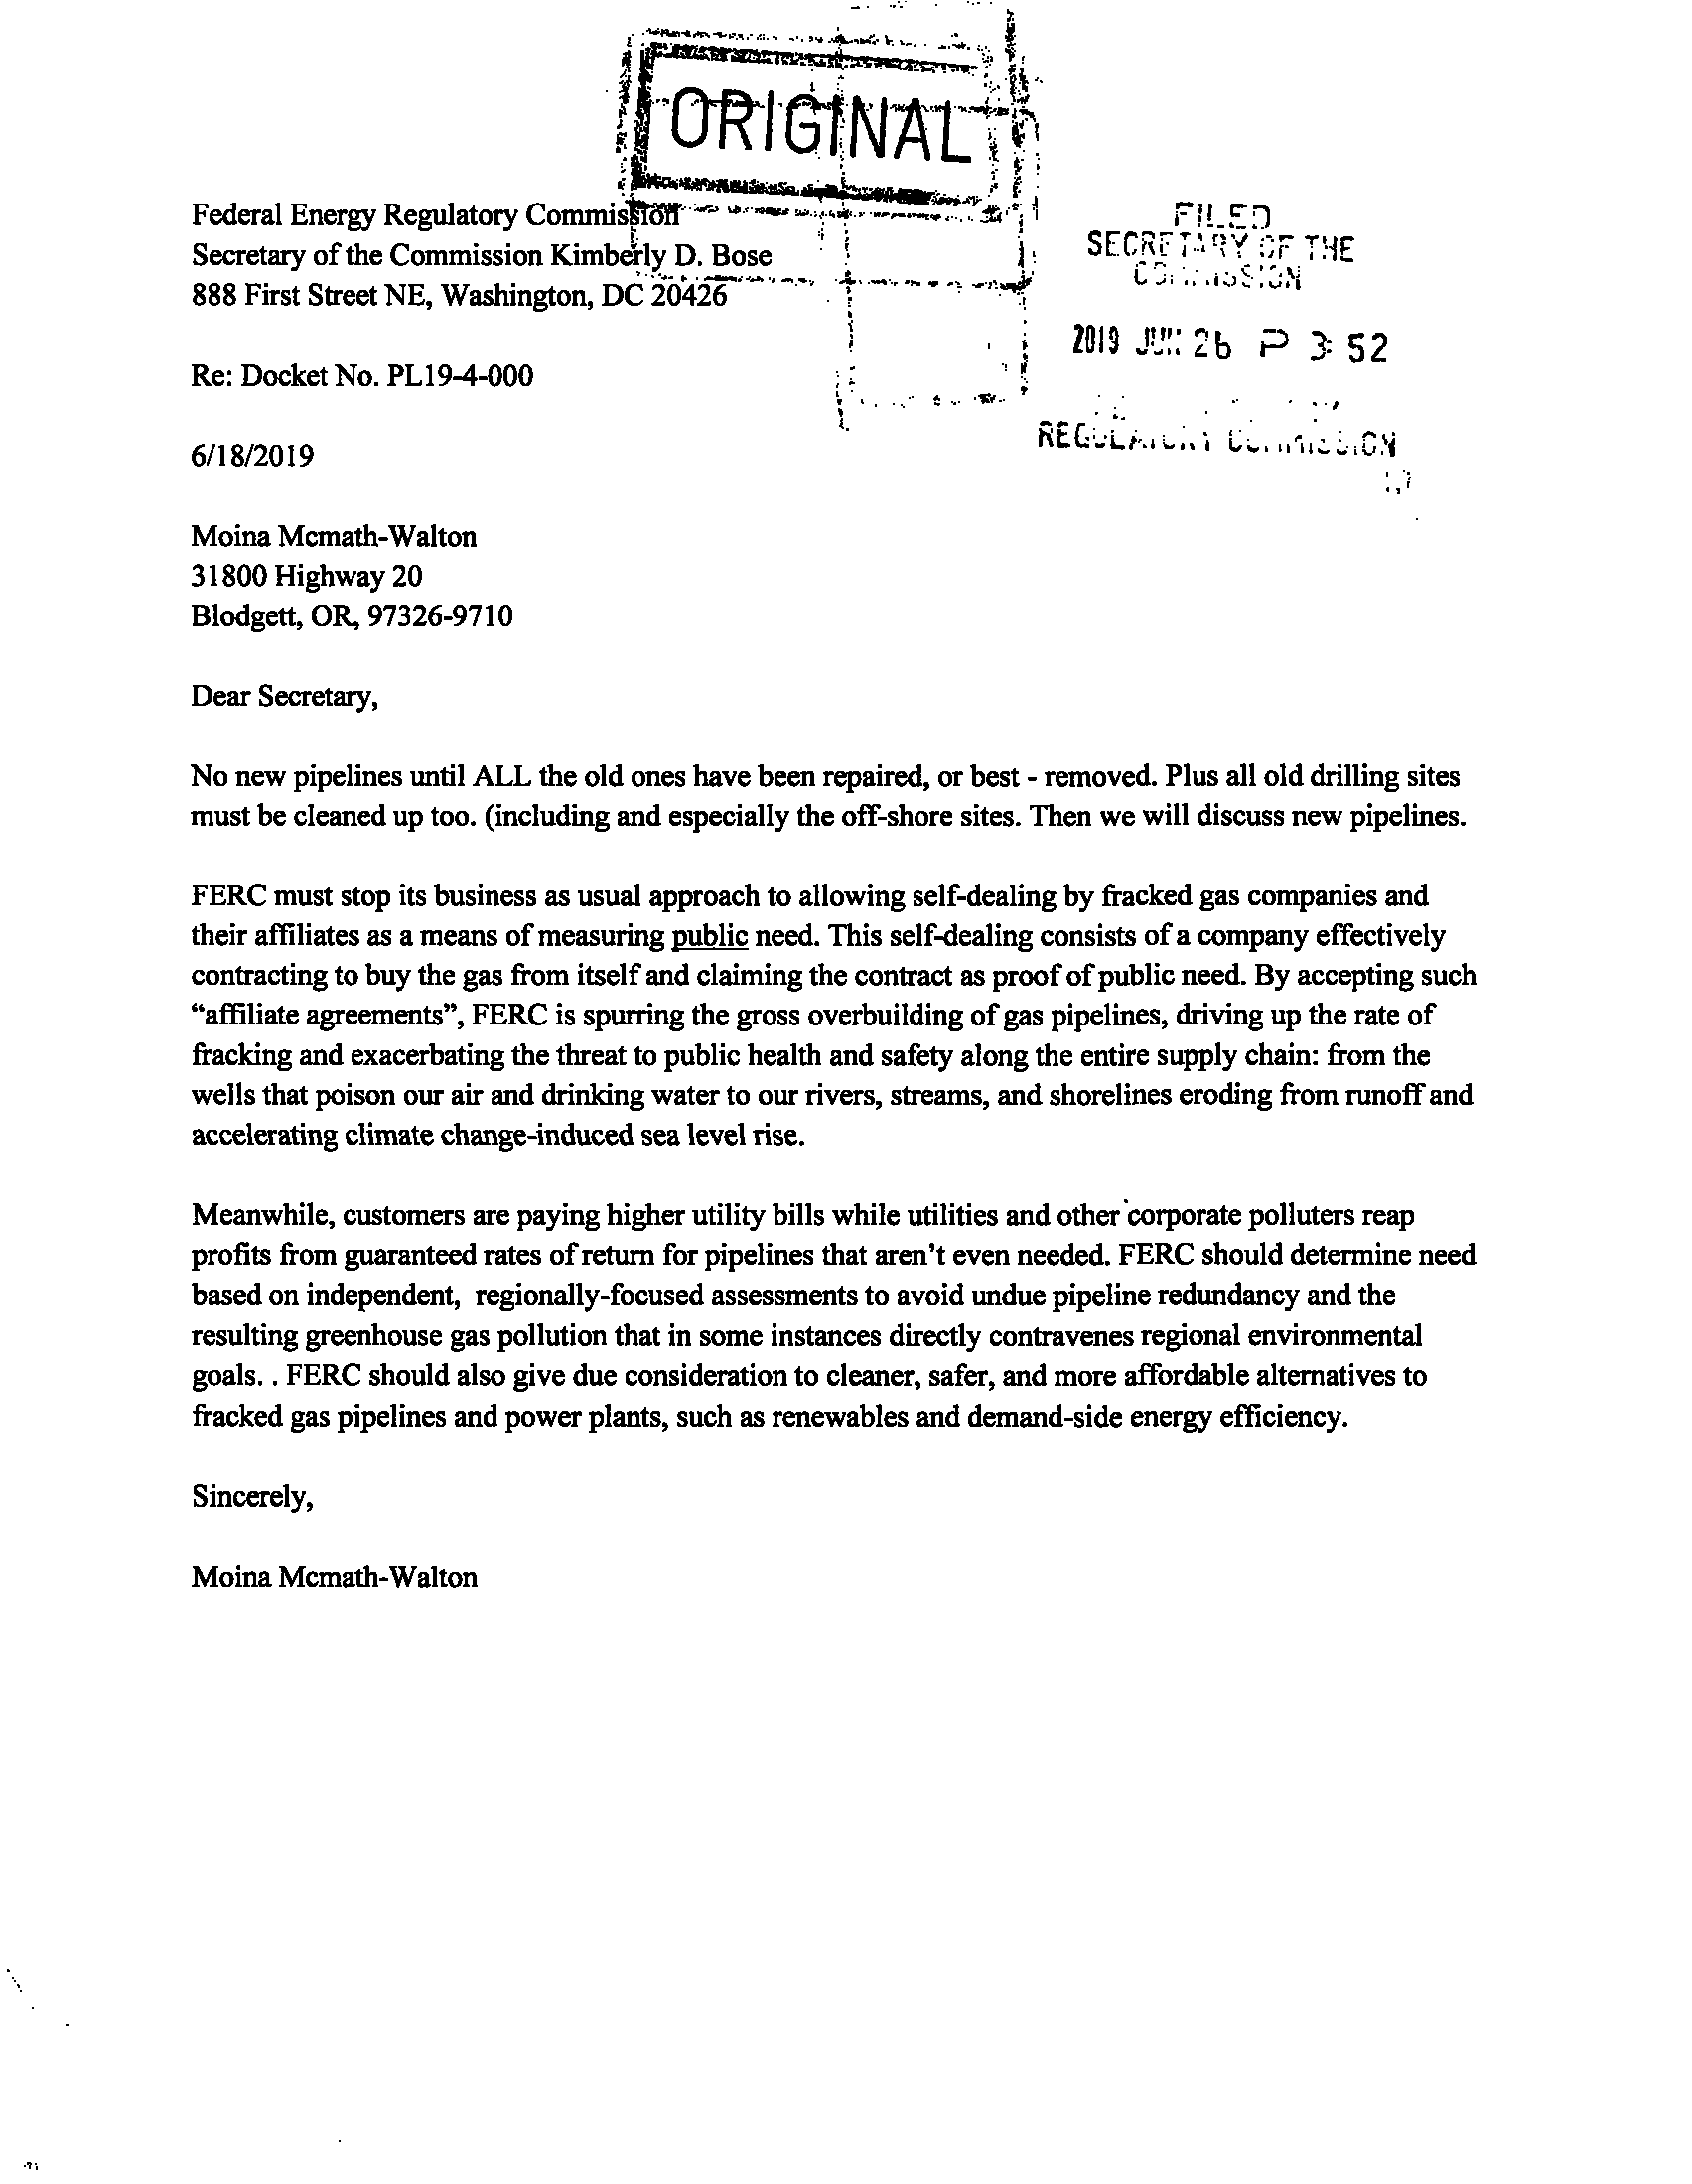 ORIGINAL
Federal Energy Regulatory Commission
Secretary of the Commission Kimberly D. Bose
888 First Street NE, Washington, DC 20426
FILED
SECRETARY OF THE
COMMISSION
2019 JUN 26 P 3: 52
REGULATORY COMMISSION
Re: Docket No. PL19-4-000
6/18/2019
Moina Mcmath-Walton
31800 Highway 20
Blodgett, OR, 97326-9710
Dear Secretary,
No new pipelines until ALL the old ones have been repaired, or best - removed. Plus all old drilling sites
must be cleaned up too. (including and especially the off-shore sites. Then we will discuss new pipelines.
FERC must stop its business as usual approach to allowing self-dealing by fracked gas companies and
their affiliates as a means of measuring public need. This self-dealing consists of a company effectively
contracting to buy the gas from itself and claiming the contract as proof of public need. By accepting such
“affiliate agreements”, FERC is spurring the gross overbuilding of gas pipelines, driving up the rate of
fracking and exacerbating the threat to public health and safety along the entire supply chain: from the
wells that poison our air and drinking water to our rivers, streams, and shorelines eroding from runoff and
accelerating climate change-induced sea level rise.
Meanwhile, customers are paying higher utility bills while utilities and other corporate polluters reap
profits from guaranteed rates of return for pipelines that aren’t even needed. FERC should determine need
based on independent,  regionally-focused assessments to avoid undue pipeline redundancy and the
resulting greenhouse gas pollution that in some instances directly contravenes regional environmental
goals. . FERC should also give due consideration to cleaner, safer, and more affordable alternatives to
fracked gas pipelines and power plants, such as renewables and demand-side energy efficiency.
Sincerely,
Moina Mcmath-Walton